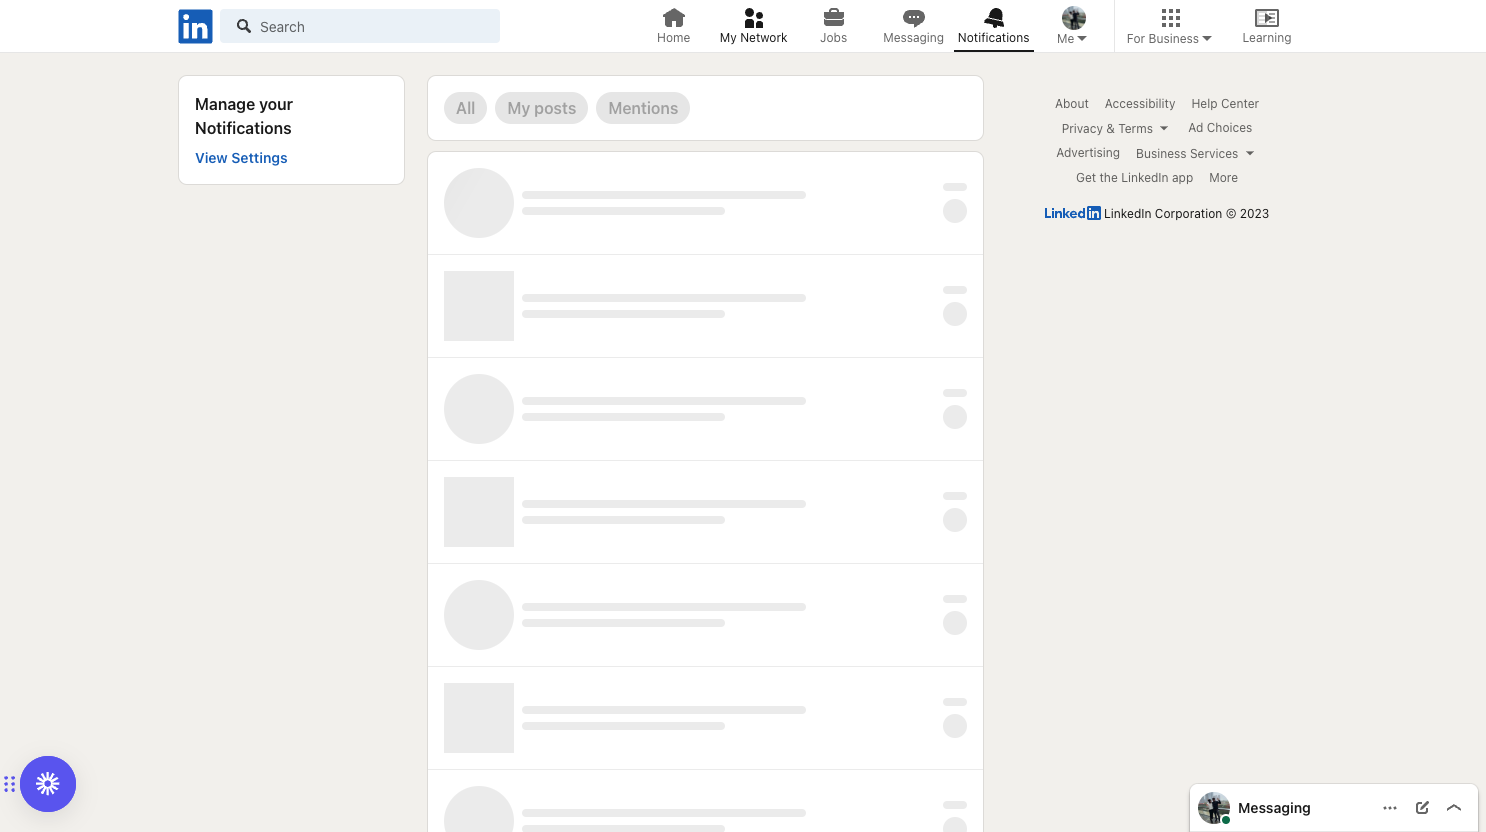 in
Search
Home
My Network
Jobs
Messaging
Notifications
Me
For Business
Learning
Manage your
Notifications
View Settings
All
My posts
Mentions
About Accessibility Help Center
Privacy & Terms Ad Choices
Advertising Business Services
Get the LinkedIn app More
Linkedin LinkedIn Corporation © 2023
Messaging